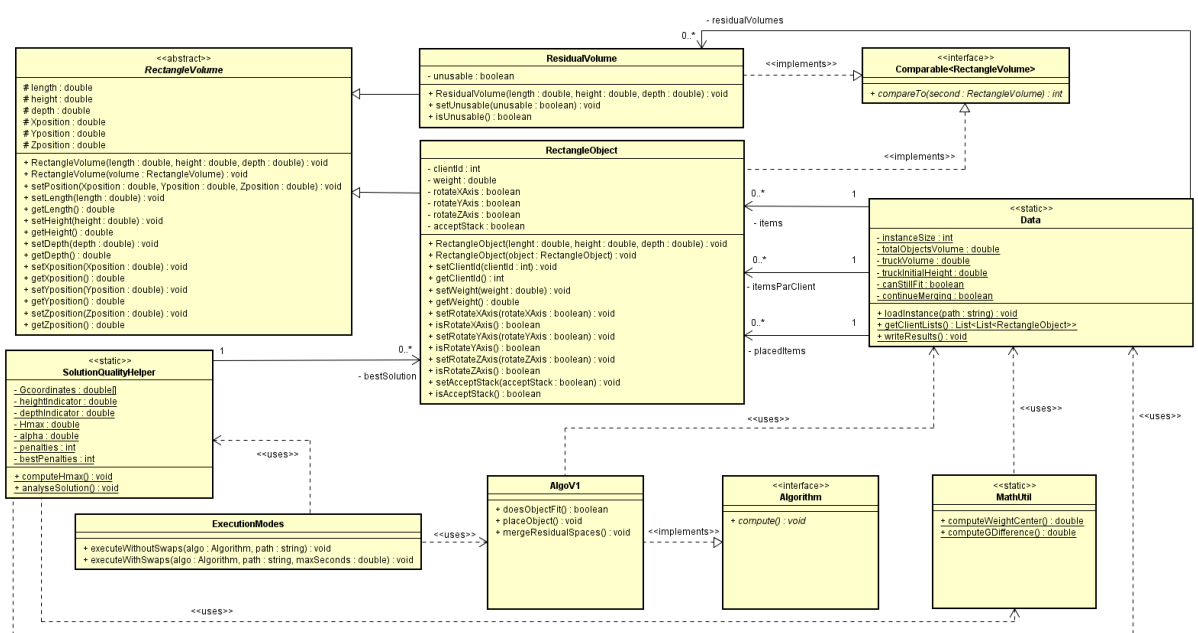 - residualVolumes
0..*
<<abstract>>
RectangleVolume
# length : double
# height : double
# depth : double
# Xposition : double
# Yposition : double
# Zposition : double
+ RectangleVolume(length : double, height : double, depth : double) : void
+ RectangleVolume(volume : RectangleVolume) : void
+ setPosition(Xposition : double, Yposition : double, Zposition : double) : void
+ setLength(length : double) : void
+ getLength() : double
+ setHeight(height : double) : void
+ getHeight() : double
+ setDepth(depth : double) : void
+ getDepth() : double
+ setXposition(Xposition : double) : void
+ getXposition() : double
+ setYposition(Yposition : double) : void
+ getYposition() : double
+ setZposition(Zposition : double) : void
+ getZposition() : double
ResidualVolume
- unusable : boolean
+ ResidualVolume(length : double, height : double, depth : double) : void
+ setUnusable(unusable : boolean) : void
+ isUnusable() : boolean
<<implements>>
<<interface>>
Comparable<RectangleVolume>
+ compareTo(second : RectangleVolume) : int
<<implements>>
RectangleObject
- clientId : int
- weight : double
- rotateXAxis : boolean
- rotateYAxis : boolean
- rotateZAxis : boolean
- acceptStack : boolean
+ RectangleObject(lenght : double, height : double, depth : double) : void
+ RectangleObject(object : RectangleObject) : void
+ setClientId(clientId : int) : void
+ getClientId() : int
+ setWeight(weight : double) : void
+ getWeight() : double
+ setRotateXAxis(rotateXAxis : boolean) : void
+ isRotateXAxis() : boolean
+ setRotateYAxis(rotateYAxis : boolean) : void
+ isRotateYAxis() : boolean
+ setRotateZAxis(rotateZAxis : boolean) : void
+ isRotateZAxis() : boolean
+ setAcceptStack(acceptStack : boolean) : void
+ isAcceptStack() : boolean
0..* 1
- items
0..* 1
- itemsParClient
0..* 1
- placedItems
<<static>>
Data
- instanceSize : int
- totalObjectsVolume : double
- truckVolume : double
- truckInitialHeight : double
- canStillFit : boolean
- continueMerging : boolean
+ loadInstance(path : string) : void
+ getClientLists() : List<List<RectangleObject>>
+ writeResults() : void
<<static>>
SolutionQualityHelper
- Gcoordinates : double[]
- heightIndicator : double
- depthIndicator : double
- Hmax : double
- alpha : double
- penalties : int
- bestPenalties : int
+ computeHmax() : void
+ analyseSolution() : void
1 0..*
- bestSolution
<<uses>>
<<uses>>
<<uses>>
<<uses>>
ExecutionModes
+ executeWithoutSwaps(algo : Algorithm, path : string) : void
+ executeWithSwaps(algo : Algorithm, path : string, maxSeconds : double) : void
<<uses>>
AlgoV1
+ doesObjectFit() : boolean
+ placeObject() : void
+ mergeResidualSpaces() : void
<<implements>>
<<interface>>
Algorithm
+ compute() : void
<<static>>
MathUtil
+ computeWeightCenter() : double
+ computeGDifference() : double
<<uses>>